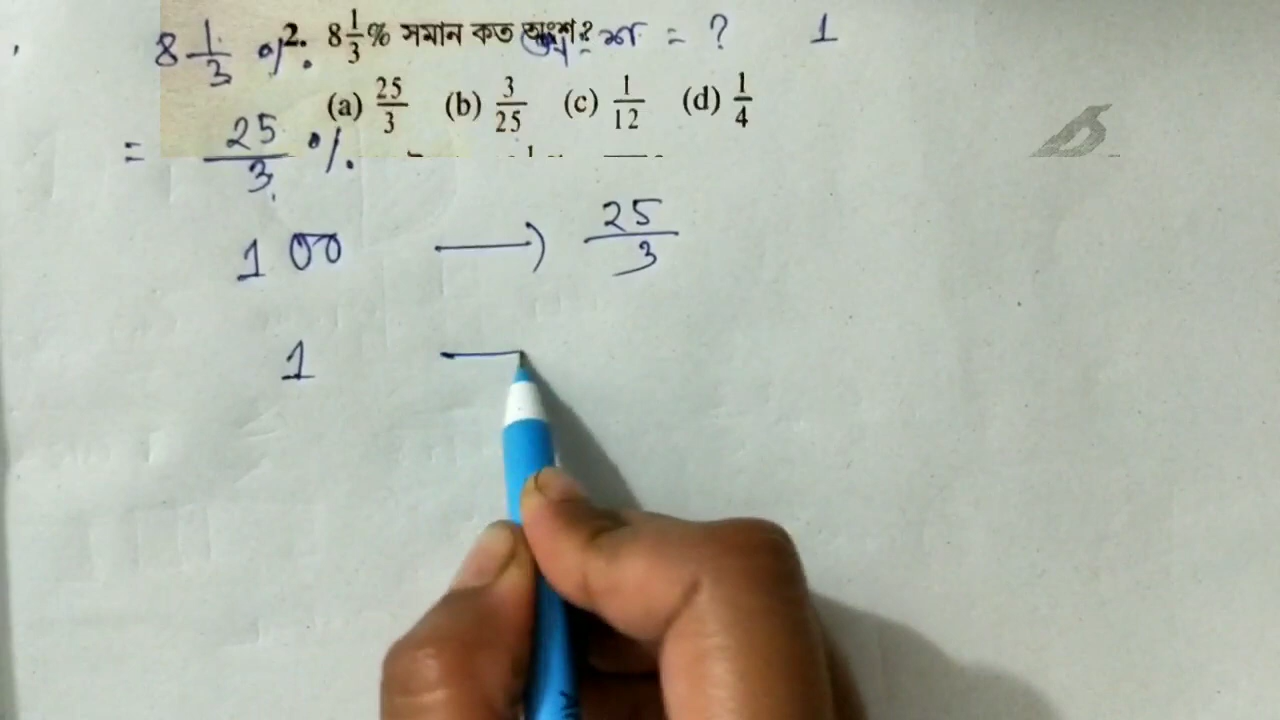 2. 8 1/3% সমান কত অংশ?
(a) 25/3 (b) 3/25 (c) 1/12 (d) 1/4
8 1/3 %. = ? 1
= 25/3 %.
100 ⟶ 25/3
1 —